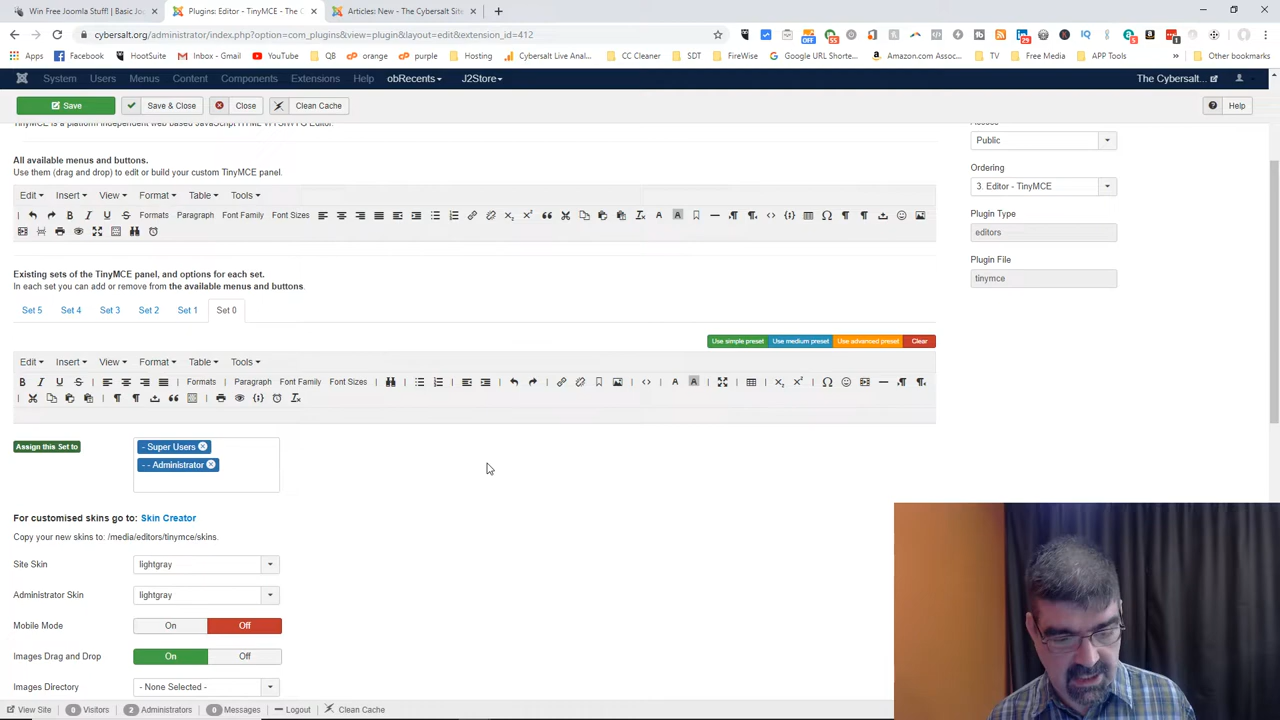 Win Free Joomla Stuff! | Basic Jo
Plugins: Editor - TinyMCE - The C
Articles: New - The Cybersalt Site
cybersalt.org/administrator/index.php?option=com_plugins&view=plugin&layout=edit&extension_id=412
Apps Facebook HootSuite Inbox · Gmail YouTube QB orange purple Hosting Cybersalt Live Anal CC Cleaner SDT FireWise Google URL Shorte... Amazon.com Assoc... TV Free Media APP Tools Other bookmarks
System Users Menus Content Components Extensions Help obRecents J2Store The Cybersalt...
Save Save & Close Close Clean Cache Help
TinyMCE is a platform independent web based JavaScript HTML WYSIWYG Editor.
Public
All available menus and buttons.
Use them (drag and drop) to edit or build your custom TinyMCE panel.
Ordering
3. Editor - TinyMCE
Edit Insert View Format Table Tools
Formats Paragraph Font Family Font Sizes
Plugin Type
editors
Plugin File
tinymce
Existing sets of the TinyMCE panel, and options for each set.
In each set you can add or remove from the available menus and buttons.
Set 5 Set 4 Set 3 Set 2 Set 1 Set 0
Use simple preset Use medium preset Use advanced preset Clear
Edit Insert View Format Table Tools
Formats Paragraph Font Family Font Sizes
Assign this Set to
- Super Users
- - Administrator
For customised skins go to: Skin Creator
Copy your new skins to: /media/editors/tinymce/skins.
Site Skin lightgray
Administrator Skin lightgray
Mobile Mode On Off
Images Drag and Drop On Off
Images Directory - None Selected -
View Site 0 Visitors 2 Administrators 0 Messages Logout Clean Cache